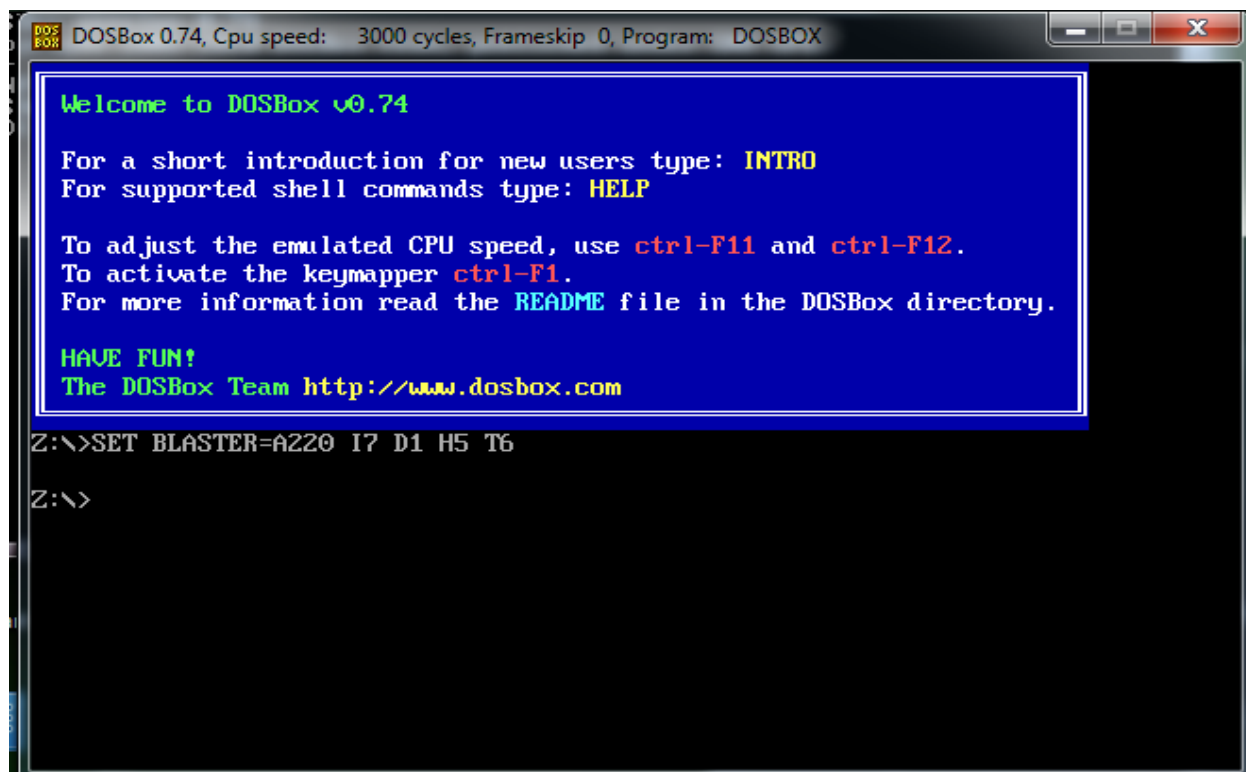 DOS BOX DOSBox 0.74, Cpu speed: 3000 cycles, Frameskip 0, Program: DOSBOX
Welcome to DOSBox v0.74
For a short introduction for new users type: INTRO
For supported shell commands type: HELP
To adjust the emulated CPU speed, use ctrl-F11 and ctrl-F12.
To activate the keymapper ctrl-F1.
For more information read the README file in the DOSBox directory.
HAVE FUN!
The DOSBox Team http://www.dosbox.com
Z:\>SET BLASTER=A220 I7 D1 H5 T6
Z:\>